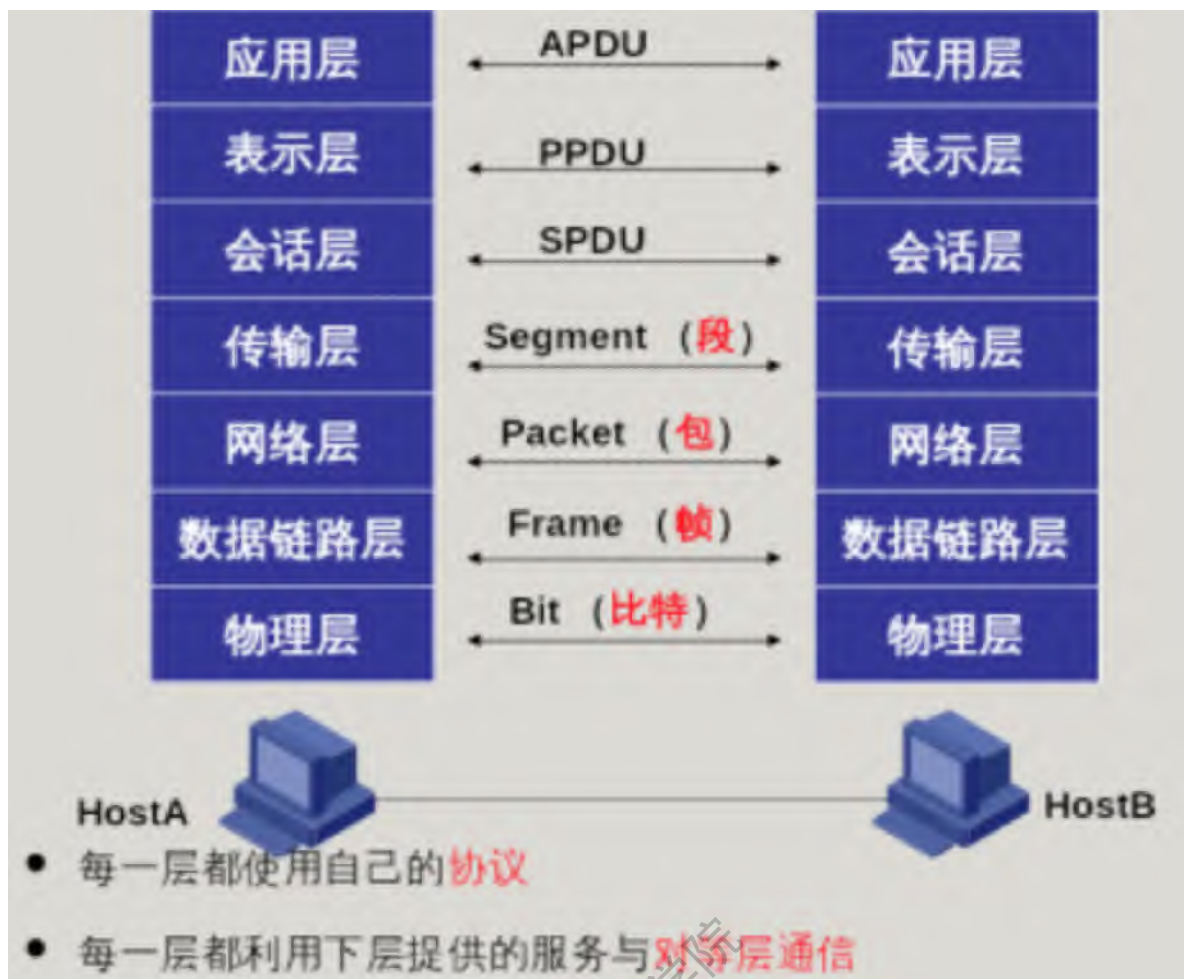 应用层 APDU 应用层
表示层 PPDU 表示层
会话层 SPDU 会话层
传输层 Segment （段） 传输层
网络层 Packet （包） 网络层
数据链路层 Frame （帧） 数据链路层
物理层 Bit （比特） 物理层
HostA HostB
● 每一层都使用自己的协议
● 每一层都利用下层提供的服务与对等层通信
学院